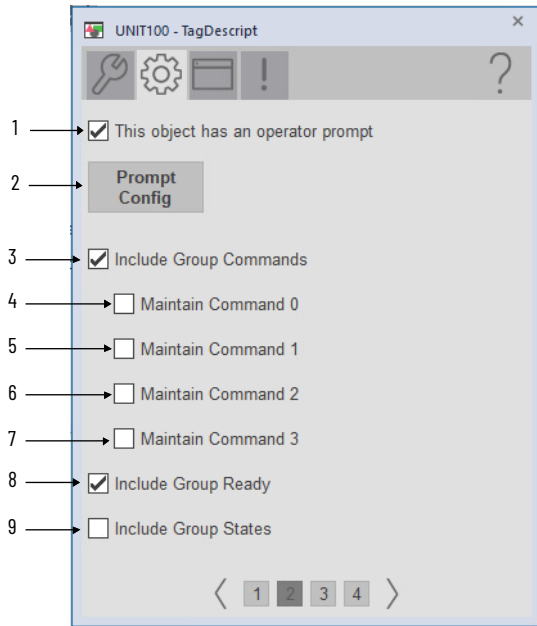 UNIT100 - TagDescript
1
This object has an operator prompt
2
Prompt
Config
3
Include Group Commands
4
Maintain Command 0
5
Maintain Command 1
6
Maintain Command 2
7
Maintain Command 3
8
Include Group Ready
9
Include Group States
1 2 3 4